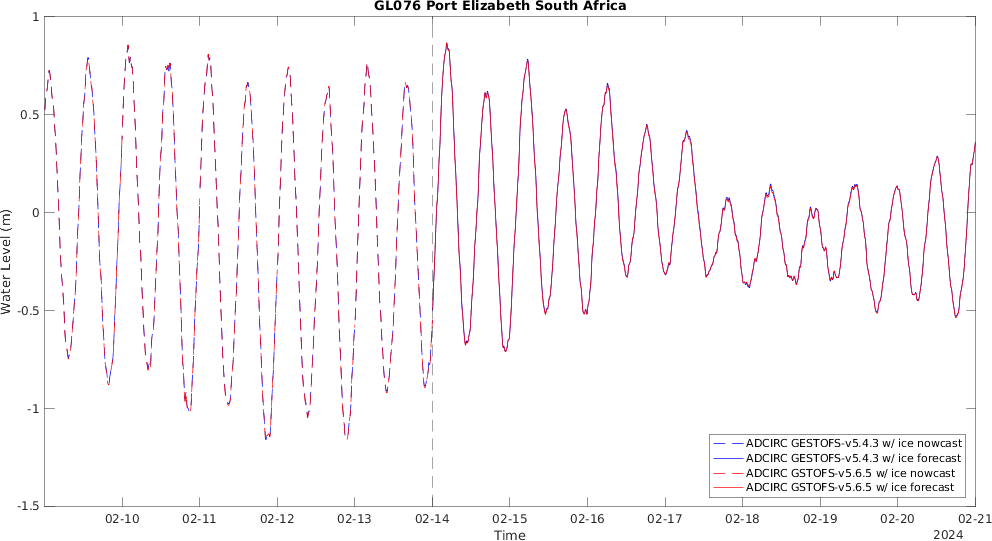 GL076 Port Elizabeth South Africa
1
0.5
0
-0.5
-1
-1.5
Water Level (m)
02-10 02-11 02-12 02-13 02-14 02-15 02-16 02-17 02-18 02-19 02-20 02-21
Time
2024
ADCIRC GESTOFS-v5.4.3 w/ ice nowcast
ADCIRC GESTOFS-v5.4.3 w/ ice forecast
ADCIRC GSTOFS-v5.6.5 w/ ice nowcast
ADCIRC GSTOFS-v5.6.5 w/ ice forecast